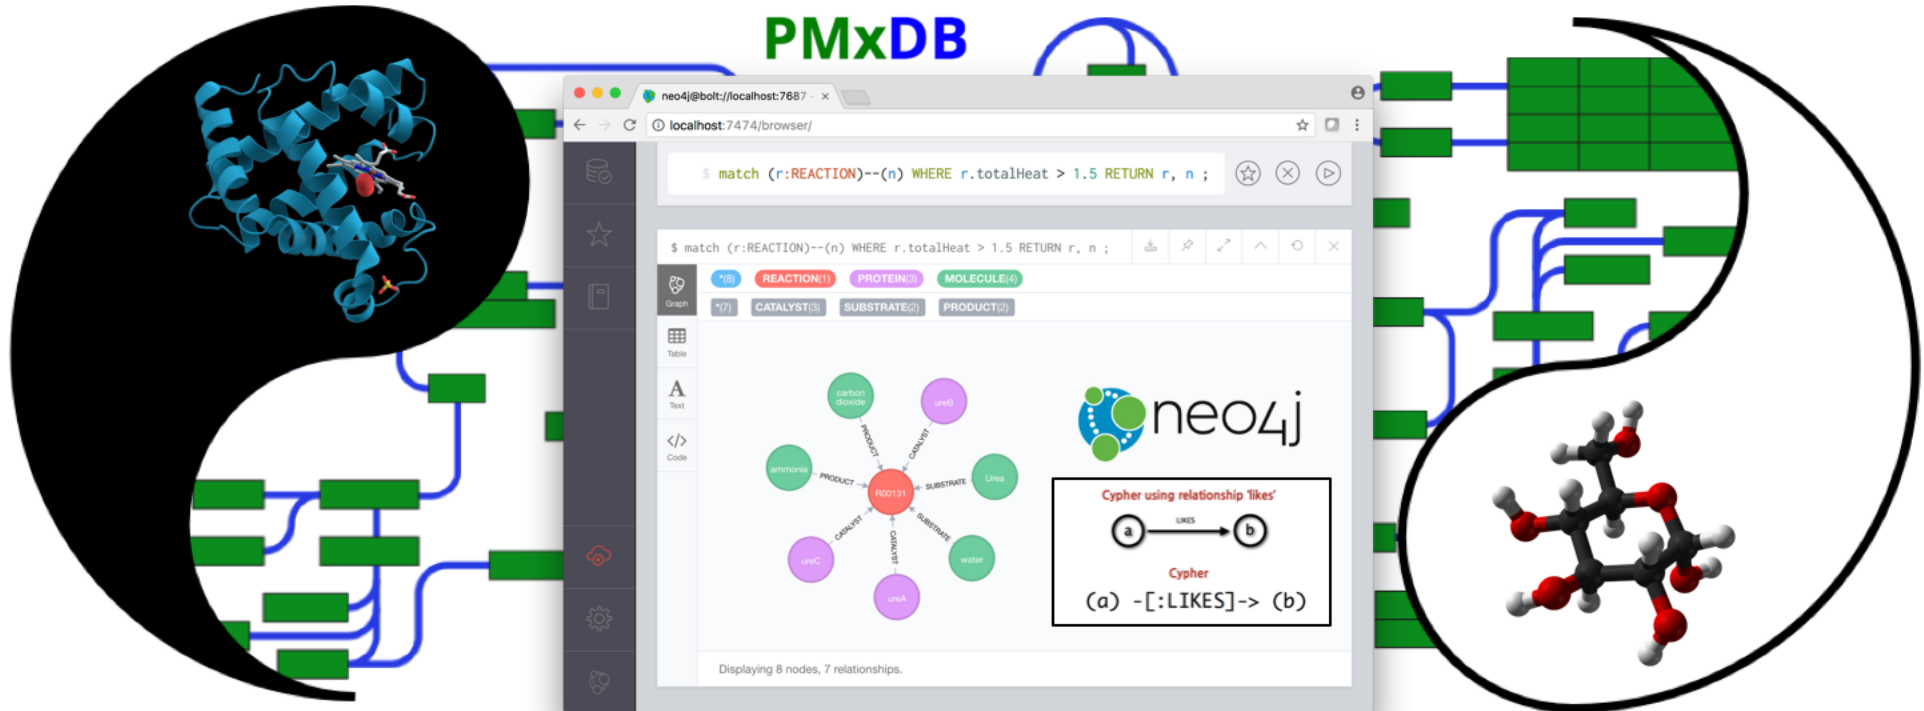 PMxDB
neo4j@bolt://localhost:7687 -
localhost:7474/browser/
$ match (r:REACTION)--(n) WHERE r.totalHeat > 1.5 RETURN r, n ;
$ match (r:REACTION)--(n) WHERE r.totalHeat > 1.5 RETURN r, n ;
Graph
*(8) REACTION(1) PROTEIN(3) MOLECULE(4)
*(7) CATALYST(3) SUBSTRATE(2) PRODUCT(2)
Table
A
Text
</>
Code
carbon
dioxide
ureB
PRODUCT
CATALYST
ammonia
PRODUCT
R00131
SUBSTRATE
Urea
CATALYST
CATALYST
SUBSTRATE
ureC
water
ureA
neo4j
Cypher using relationship 'likes'
a LIKES b
Cypher
(a) -[:LIKES]-> (b)
Displaying 8 nodes, 7 relationships.